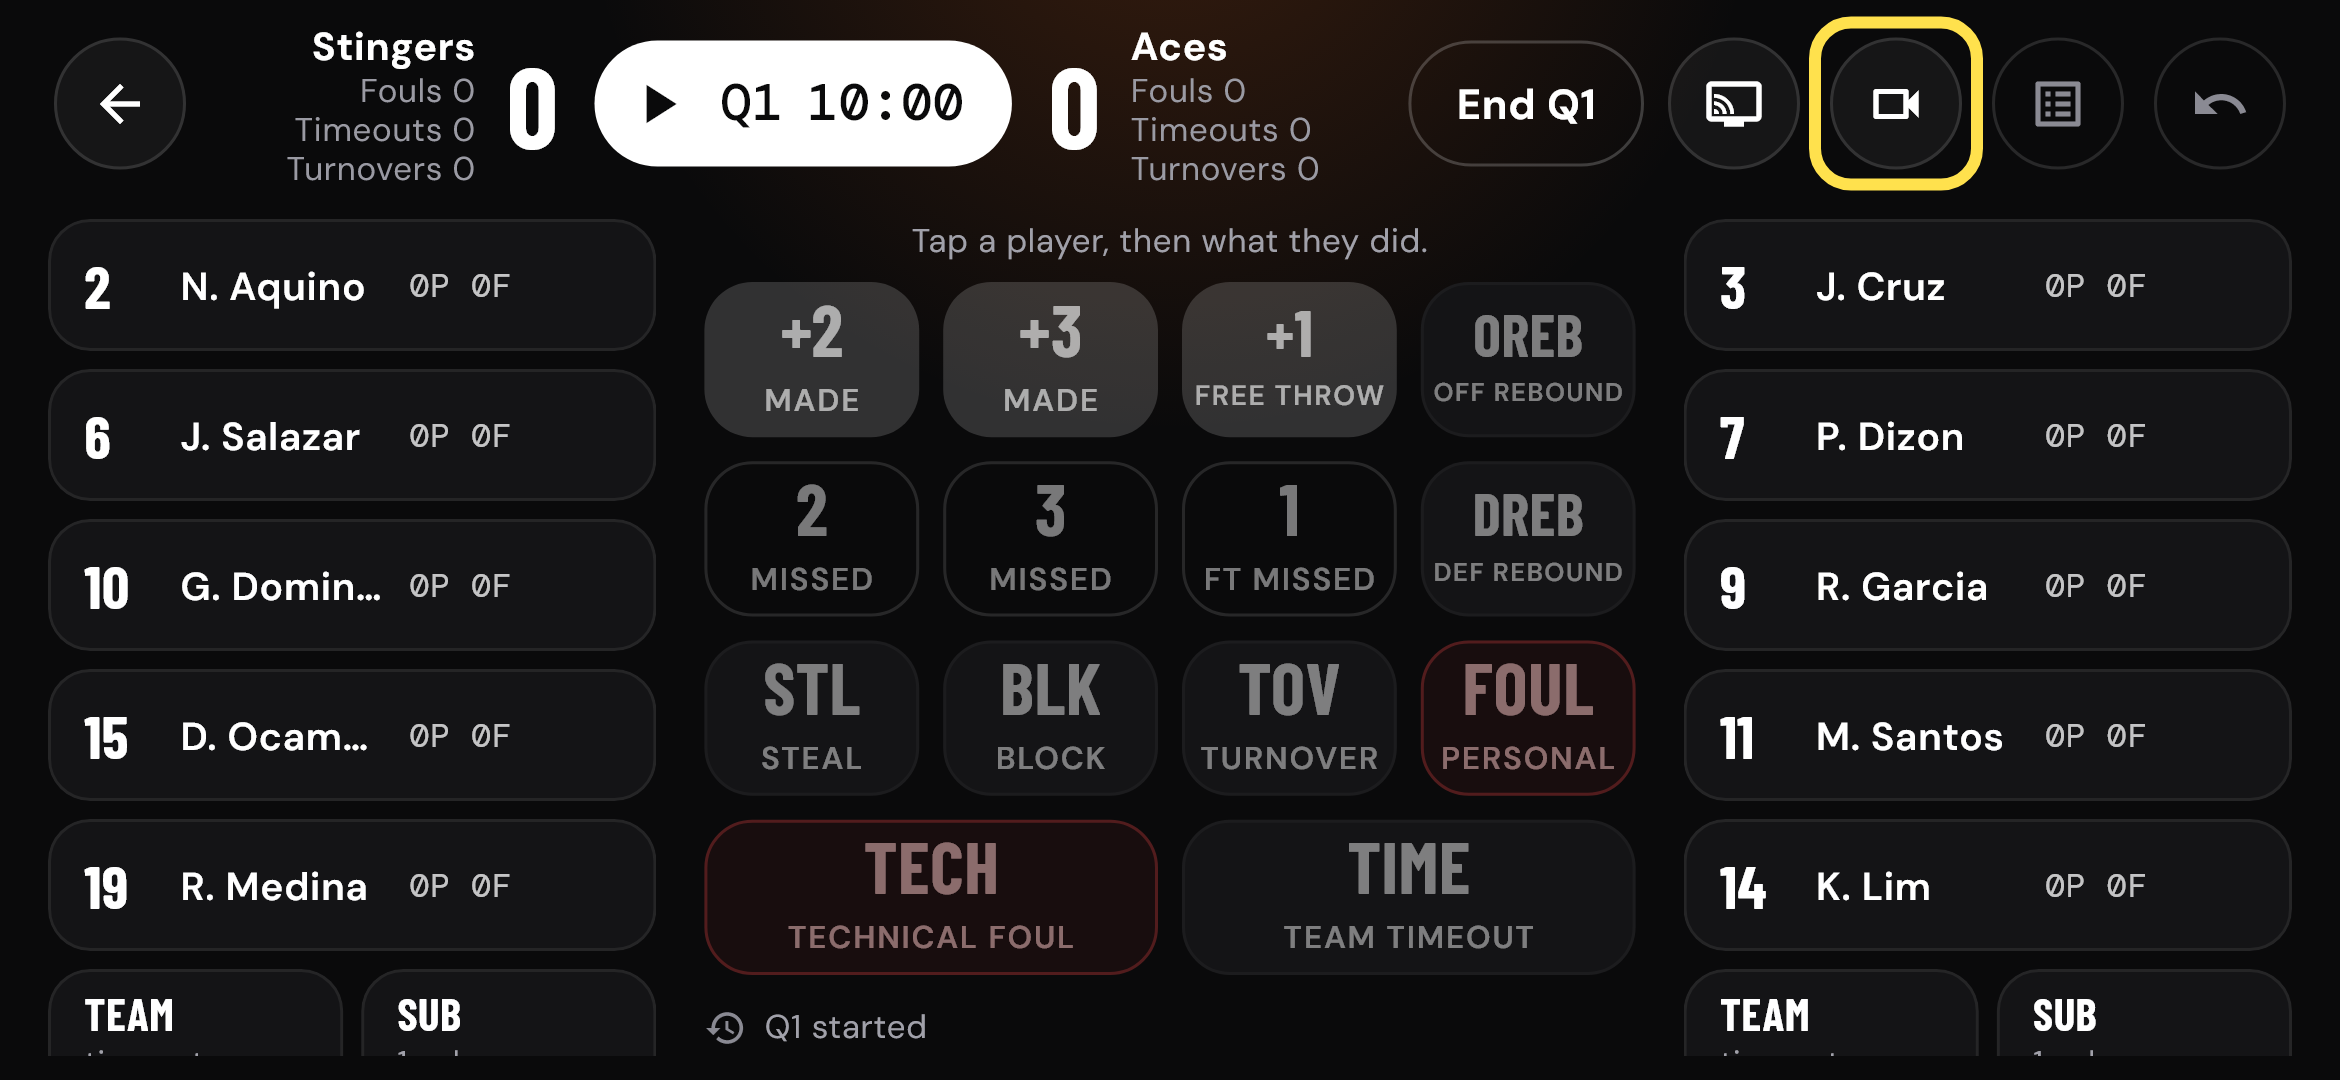 Stingers
Fouls 0
Timeouts 0
Turnovers 0
0
Q1 10:00
0
Aces
Fouls 0
Timeouts 0
Turnovers 0
End Q1
Tap a player, then what they did.
2 N. Aquino 0P 0F
6 J. Salazar 0P 0F
10 G. Domin... 0P 0F
15 D. Ocam... 0P 0F
19 R. Medina 0P 0F
TEAM
SUB
+2
MADE
+3
MADE
+1
FREE THROW
OREB
OFF REBOUND
2
MISSED
3
MISSED
1
FT MISSED
DREB
DEF REBOUND
STL
STEAL
BLK
BLOCK
TOV
TURNOVER
FOUL
PERSONAL
TECH
TECHNICAL FOUL
TIME
TEAM TIMEOUT
Q1 started
3 J. Cruz 0P 0F
7 P. Dizon 0P 0F
9 R. Garcia 0P 0F
11 M. Santos 0P 0F
14 K. Lim 0P 0F
TEAM
SUB